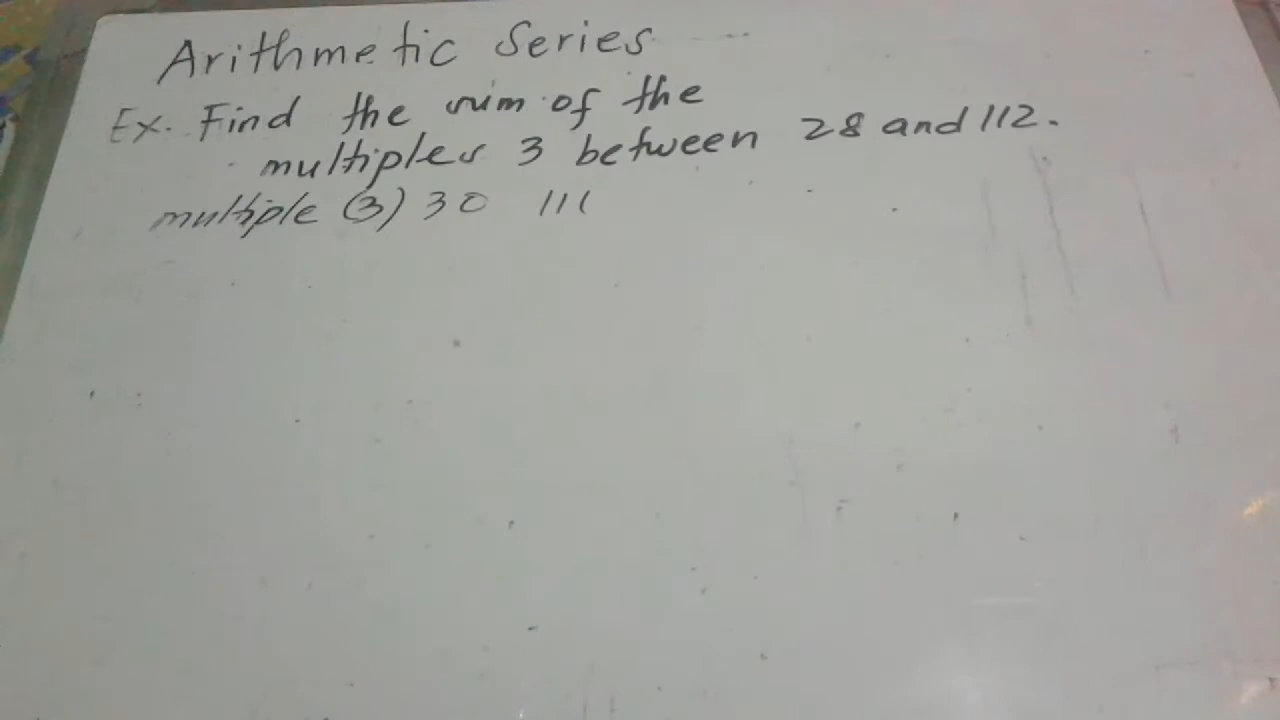 Arithmetic Series
Ex. Find the sum of the
multiples 3 between 28 and 112.
multiple (3) 30 111